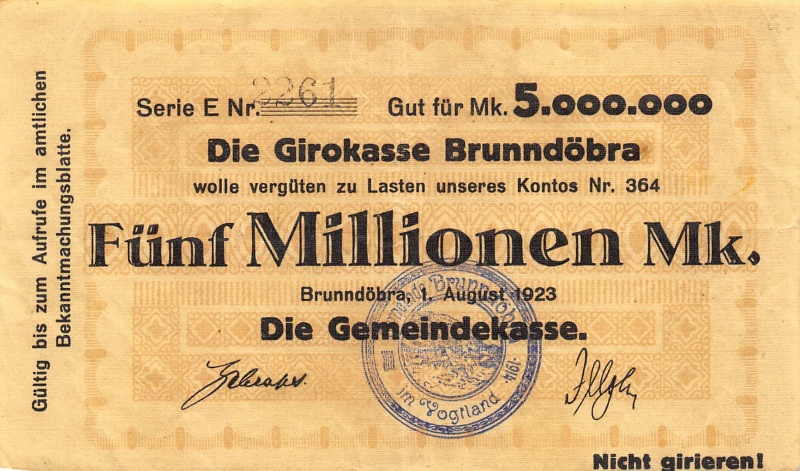 Serie E Nr. 2261 Gut für Mk. 5.000.000
Die Girokasse Brunndöbra
wolle vergüten zu Lasten unseres Kontos Nr. 364
Fünf Millionen Mk.
Brunndöbra, 1. August 1923
Die Gemeindekasse.
Nicht girieren!
Gültig bis zum Aufrufe im amtlichen
Bekanntmachungsblatte.
Brunndöb
im Vogtland
1914